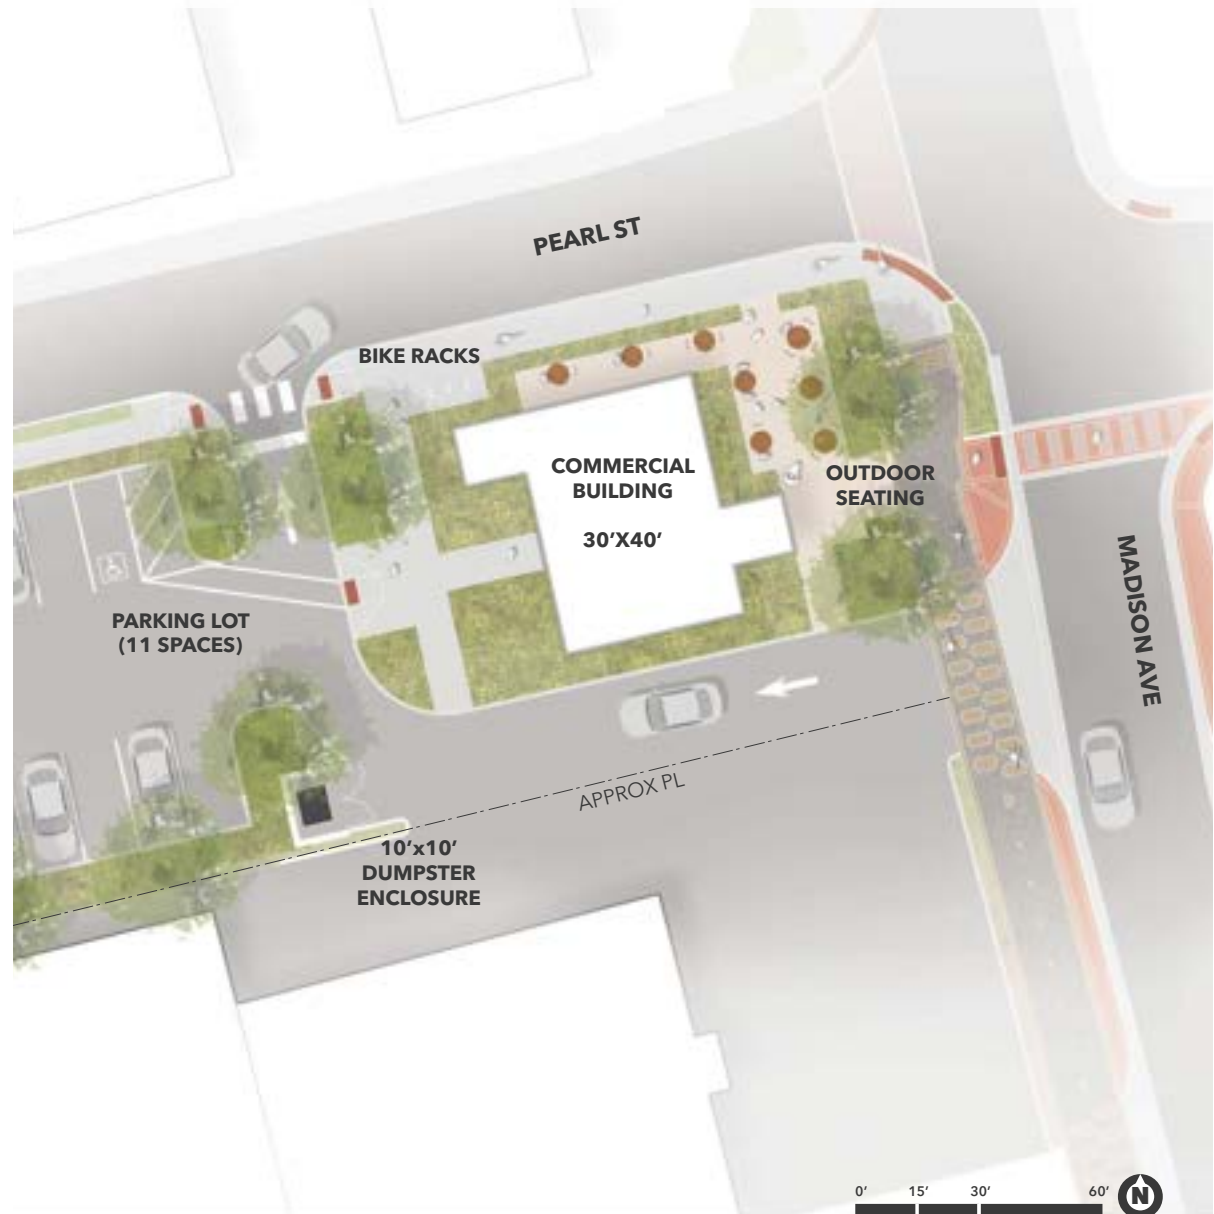 PEARL ST
BIKE RACKS
COMMERCIAL
BUILDING
30'X40'
OUTDOOR
SEATING
MADISON AVE
PARKING LOT
(11 SPACES)
APPROX PL
10'x10'
DUMPSTER
ENCLOSURE
0' 15' 30' 60'
N